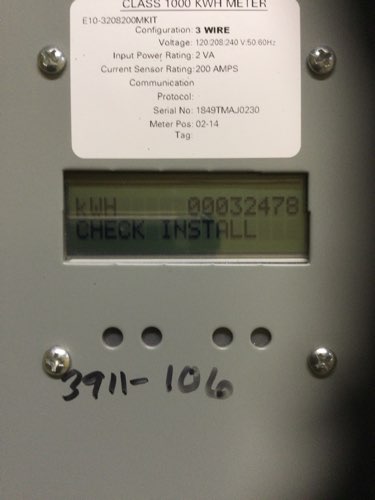 CLASS 1000 KWH METER
E10-3208200MKIT
Configuration: 3 WIRE
Voltage: 120:208:240 V:50:60Hz
Input Power Rating: 2 VA
Current Sensor Rating: 200 AMPS
Communication
Protocol:
Serial No: 1849TMAJ0230
Meter Pos: 02-14
Tag:
kWH 00032478
CHECK INSTALL
3911-106